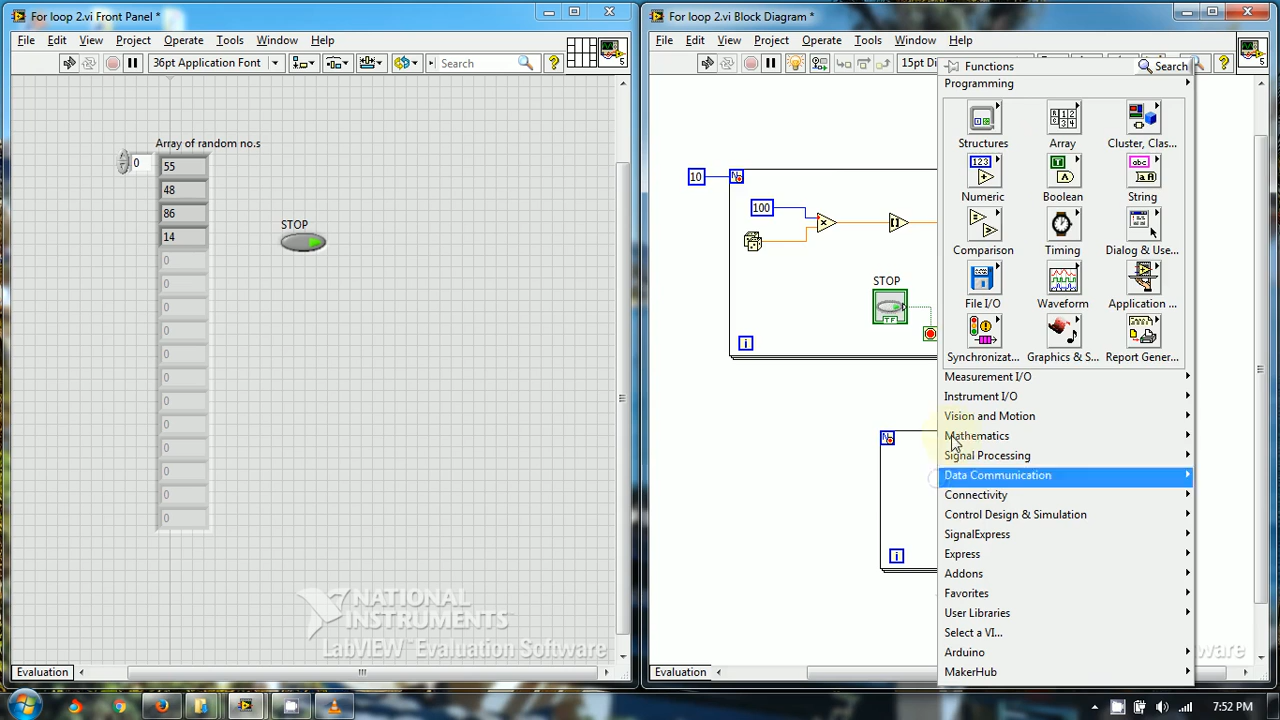 For loop 2.vi Front Panel *
File Edit View Project Operate Tools Window Help
36pt Application Font
Search
Array of random no.s
0
55
48
86
14
0
0
0
0
0
0
0
0
0
0
0
0
STOP
NATIONAL
INSTRUMENTS
LabVIEW™ Evaluation Software
Evaluation
For loop 2.vi Block Diagram *
File Edit View Project Operate Tools Window Help
15pt Di
10
N
100
STOP
TF
i
N
i
Functions
Search
Programming
Structures
Array
Cluster, Clas...
Numeric
Boolean
String
Comparison
Timing
Dialog & Use...
File I/O
Waveform
Application ...
Synchronizat...
Graphics & S...
Report Gener...
Measurement I/O
Instrument I/O
Vision and Motion
Mathematics
Signal Processing
Data Communication
Connectivity
Control Design & Simulation
SignalExpress
Express
Addons
Favorites
User Libraries
Select a VI...
Arduino
MakerHub
Evaluation
7:52 PM